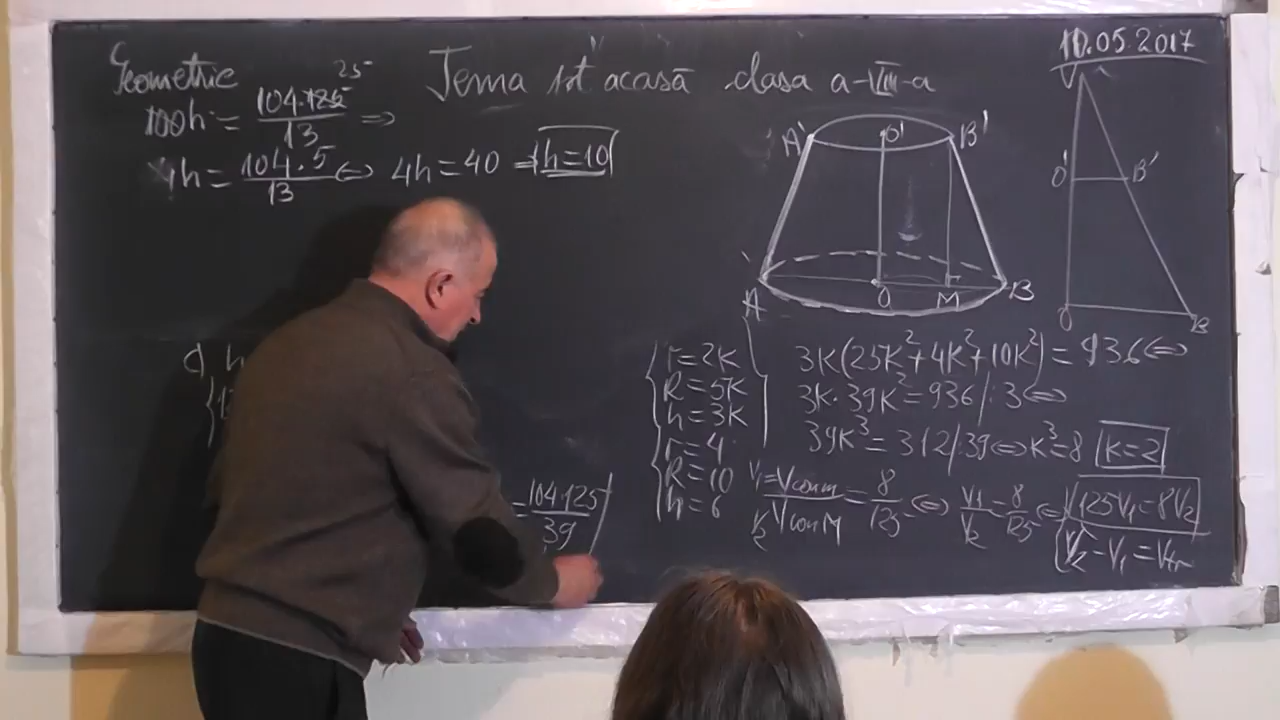 Geometrie
Tema 1 acasă clasa a-VIII-a
10.05.2017
25
100h = 104·125/13 ⇒
4h = 104·5/13 ⇔ 4h = 40 ⇒ h=10
V
O' B'
O B
A' O' B'
A O M B
d, h
r=2K
R=5K
h=3K
r=4
R=10
h=6
3K(25K²+4K²+10K²) = 936 ⇔
3K·39K² = 936 /:3 ⇔
39K³ = 312 /:39 ⇔ K³=8 K=2
V₁=Vcon m / V₂ Vcon M = 8/125 ⇔ V₁/V₂ = 8/125 ⇔ 125V₁=8V₂
V₂-V₁=Vtr
= 104·125/39